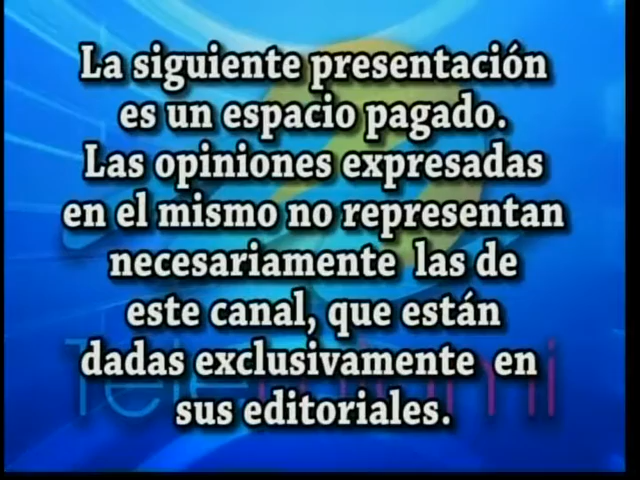 La siguiente presentación
es un espacio pagado.
Las opiniones expresadas
en el mismo no representan
necesariamente las de
este canal, que están
dadas exclusivamente en
sus editoriales.